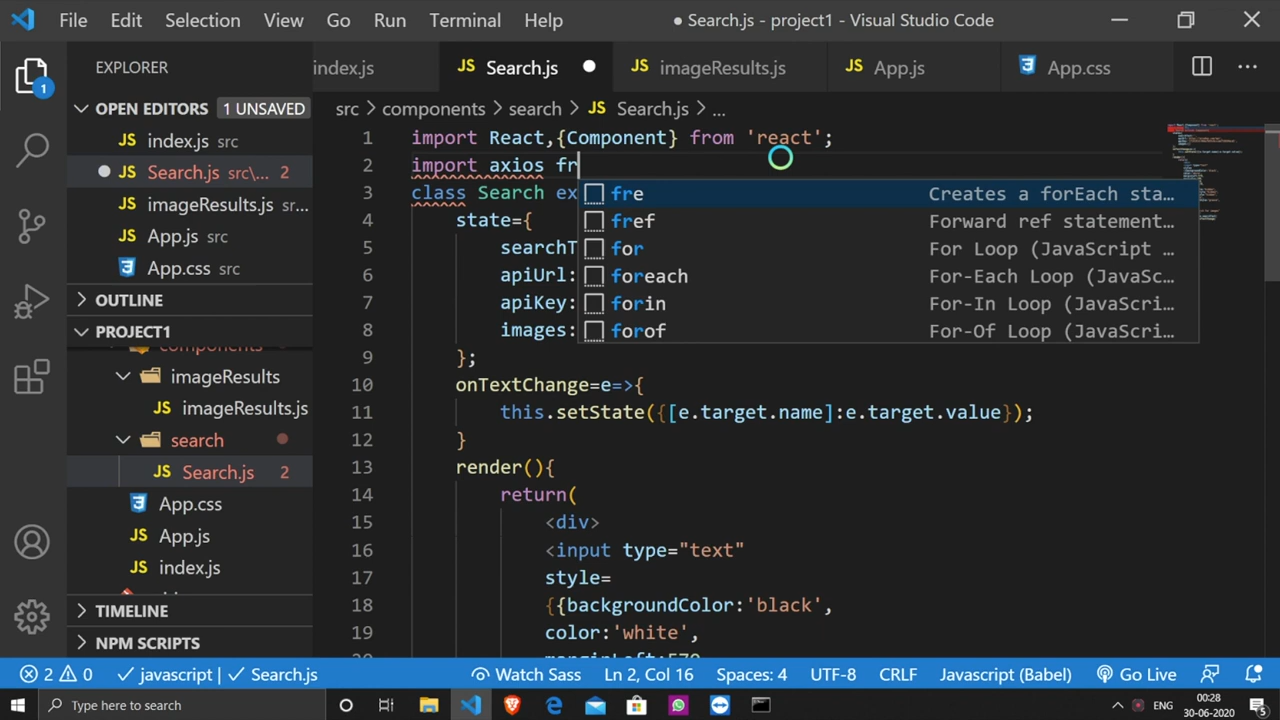 File Edit Selection View Go Run Terminal Help ● Search.js - project1 - Visual Studio Code
EXPLORER index.js JS Search.js JS imageResults.js JS App.js App.css
OPEN EDITORS 1 UNSAVED src > components > search > JS Search.js > ...
JS index.js src
Search.js src\... 2
JS imageResults.js sr...
JS App.js src
App.css src
OUTLINE
PROJECT1
components
imageResults
JS imageResults.js
search
JS Search.js 2
App.css
JS App.js
JS index.js
TIMELINE
NPM SCRIPTS
1
1 import React,{Component} from 'react';
2 import axios fr
3 class Search ex
4 state={
5 searchT
6 apiUrl:
7 apiKey:
8 images:
9 };
10 onTextChange=e=>{
11 this.setState({[e.target.name]:e.target.value});
12 }
13 render(){
14 return(
15 <div>
16 <input type="text"
17 style=
18 {{backgroundColor:'black',
19 color:'white',
fre Creates a forEach sta...
fref Forward ref statement...
for For Loop (JavaScript ...
foreach For-Each Loop (JavaSc...
forin For-In Loop (JavaScri...
forof For-Of Loop (JavaScri...
2 0 javascript | Search.js Watch Sass Ln 2, Col 16 Spaces: 4 UTF-8 CRLF Javascript (Babel) Go Live
Type here to search
00:28
30-06-2020
5